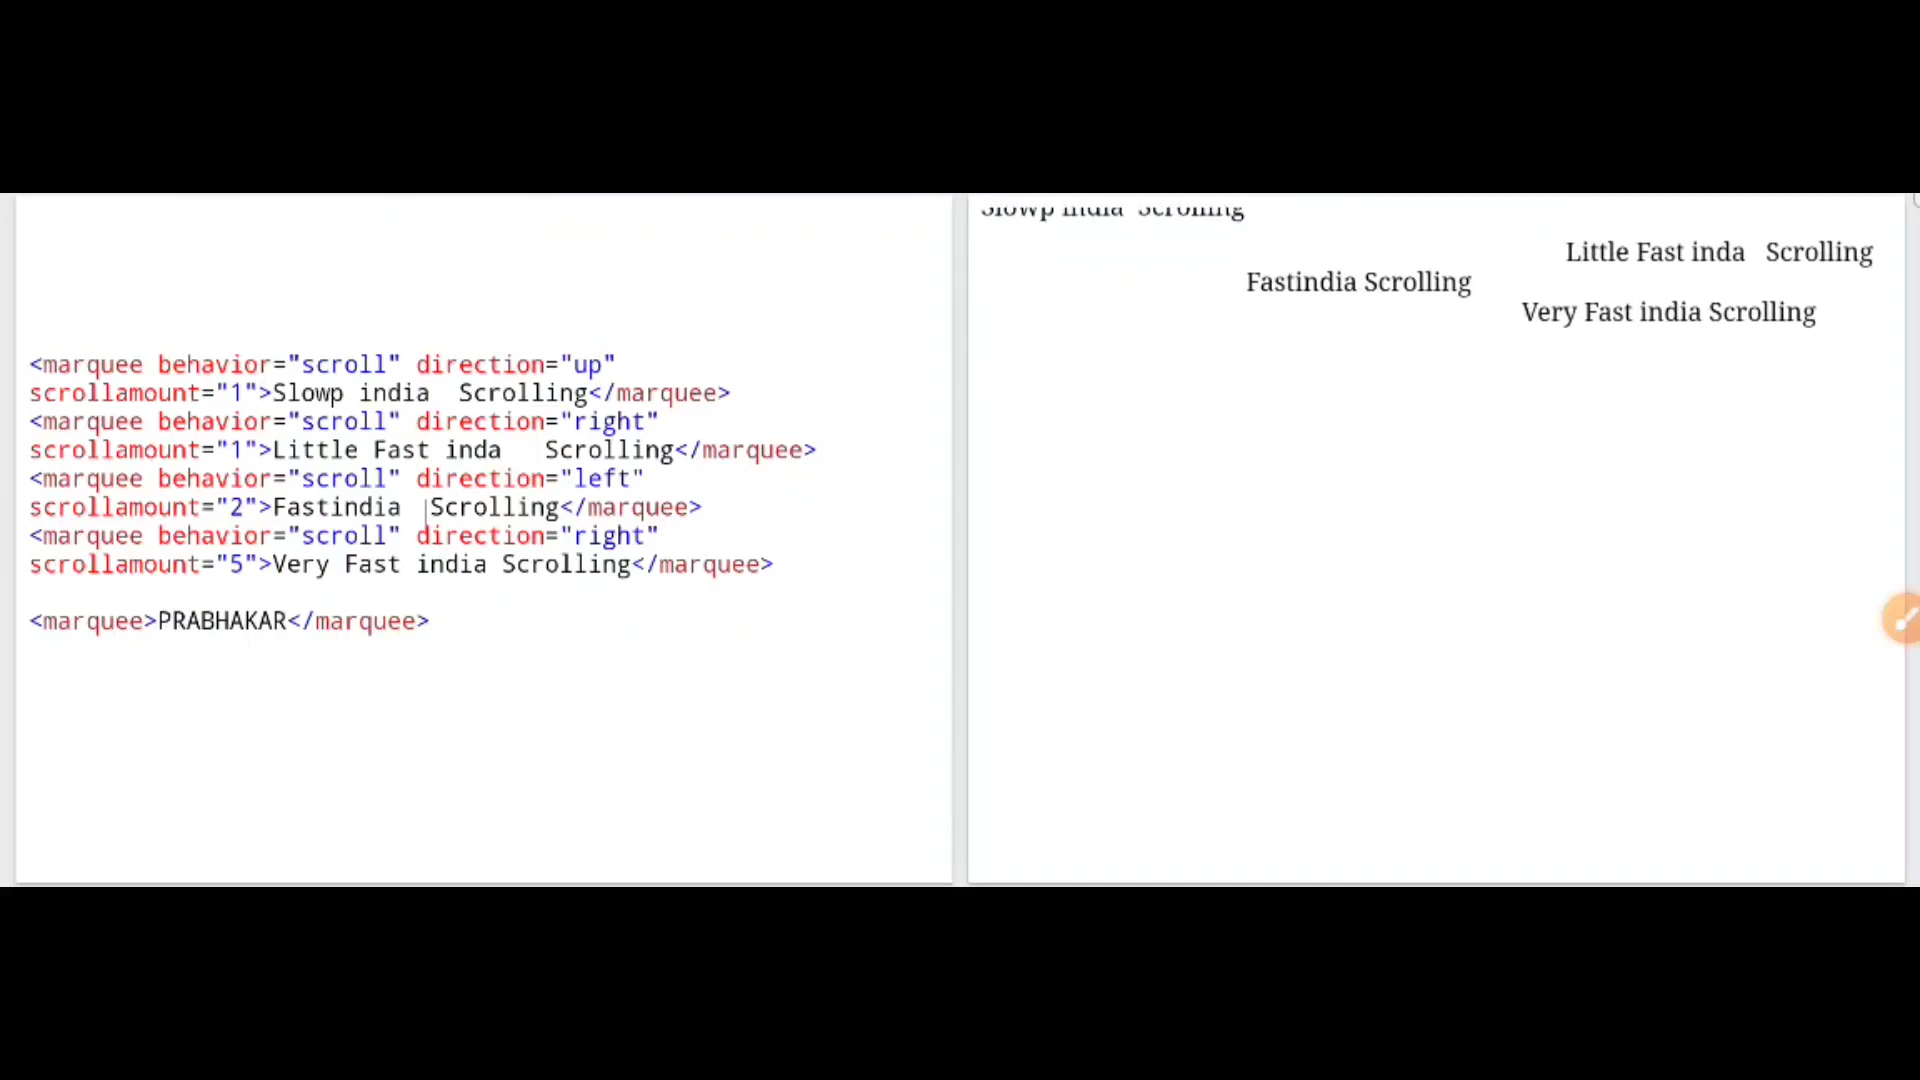 <marquee behavior="scroll" direction="up"
scrollamount="1">Slowp india  Scrolling</marquee>
<marquee behavior="scroll" direction="right"
scrollamount="1">Little Fast inda   Scrolling</marquee>
<marquee behavior="scroll" direction="left"
scrollamount="2">Fastindia  Scrolling</marquee>
<marquee behavior="scroll" direction="right"
scrollamount="5">Very Fast india Scrolling</marquee>
<marquee>PRABHAKAR</marquee>
Slowp india  Scrolling
Little Fast inda   Scrolling
Fastindia Scrolling
Very Fast india Scrolling